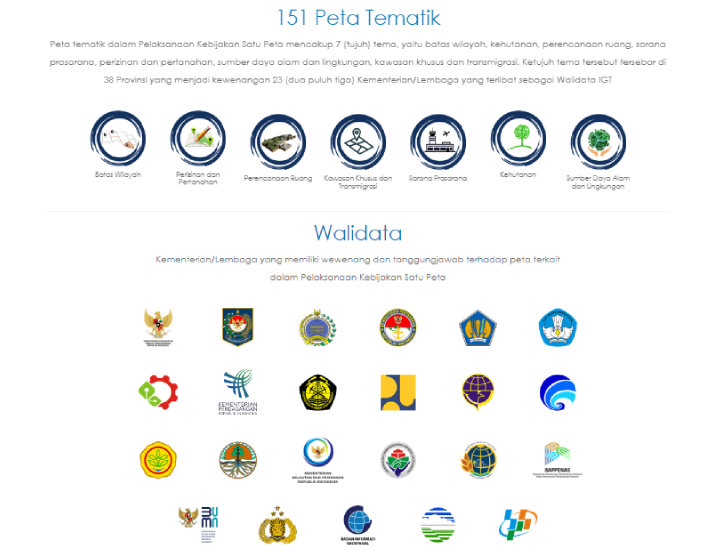 151 Peta Tematik
Peta tematik dalam Pelaksanaan Kebijakan Satu Peta mencakup 7 (tujuh) tema, yaitu batas wilayah, kehutanan, perencanaan ruang, sarana
prasarana, perizinan dan pertanahan, sumber daya alam dan lingkungan, kawasan khusus dan transmigrasi. Ketujuh tema tersebut tersebar di
38 Provinsi yang menjadi kewenangan 23 (dua puluh tiga) Kementerian/Lembaga yang terlibat sebagai Walidata IGT
Batas Wilayah
Perizinan dan
Pertanahan
Perencanaan Ruang
Kawasan Khusus dan
Transmigrasi
Sarana Prasarana
Kehutanan
Sumber Daya Alam
dan Lingkungan
Walidata
Kementerian/Lembaga yang memiliki wewenang dan tanggungjawab terhadap peta terkait
dalam Pelaksanaan Kebijakan Satu Peta
KEMENTERIAN
PERDAGANGAN
REPUBLIK INDONESIA
KEMENTERIAN
KELAUTAN DAN PERIKANAN
REPUBLIK INDONESIA
BAPPENAS
BADAN INFORMASI
GEOSPASIAL